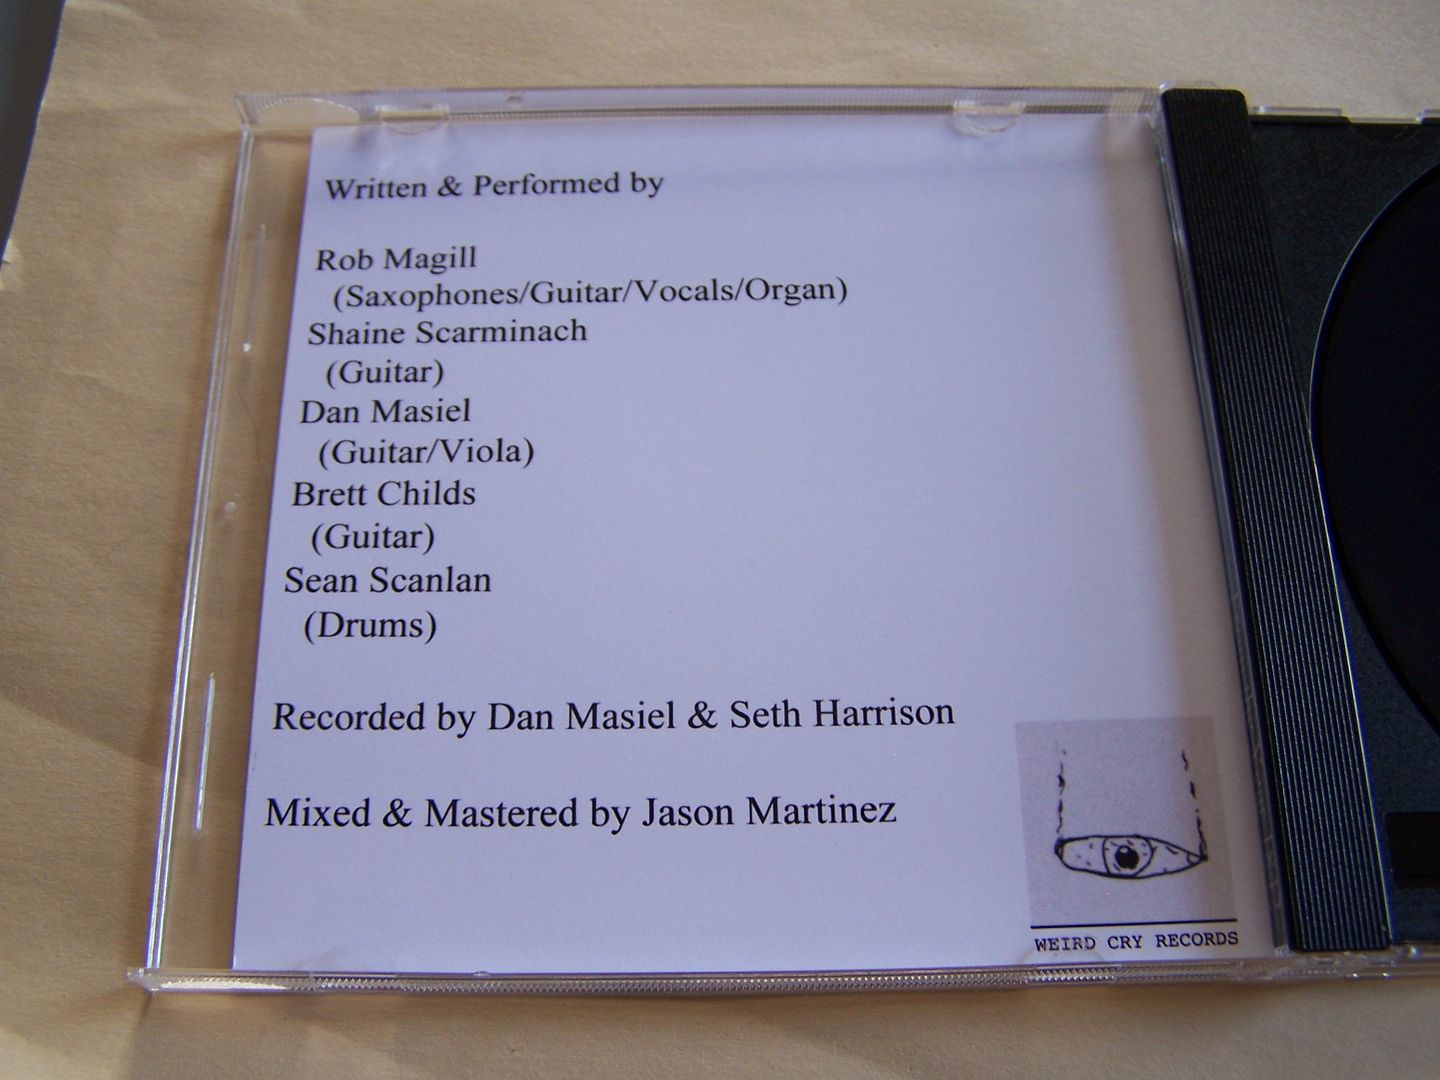 Written & Performed by
Rob Magill
(Saxophones/Guitar/Vocals/Organ)
Shaine Scarminach
(Guitar)
Dan Masiel
(Guitar/Viola)
Brett Childs
(Guitar)
Sean Scanlan
(Drums)
Recorded by Dan Masiel & Seth Harrison
Mixed & Mastered by Jason Martinez
WEIRD CRY RECORDS